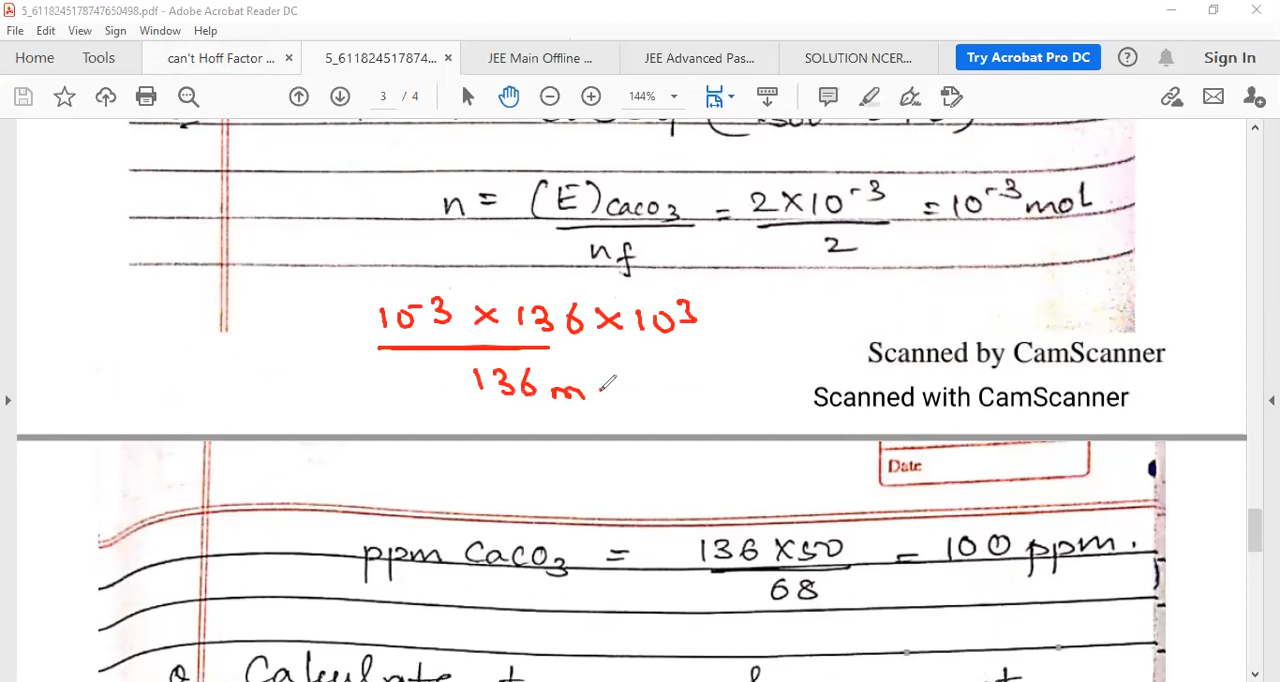 5_6118245178747650498.pdf - Adobe Acrobat Reader DC
File Edit View Sign Window Help
Home Tools can't Hoff Factor ... × 5_611824517874... × JEE Main Offline ... JEE Advanced Pas... SOLUTION NCER... Try Acrobat Pro DC Sign In
3 / 4 144%
n = (E)CaCO3 / nf = 2×10^-3 / 2 = 10^-3 mol
10^-3 × 136 × 10^3
136 m
Scanned by CamScanner
Scanned with CamScanner
Date
ppm CaCO3 = 136 × 50 / 68 = 100 ppm.
Q Calculate